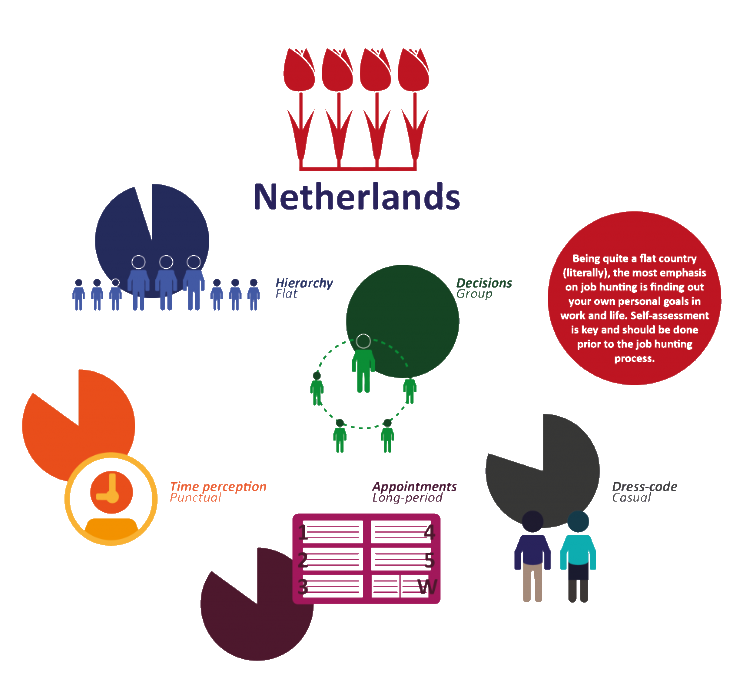 Netherlands
Hierarchy
Flat
Decisions
Group
Being quite a flat country
(literally), the most emphasis
on job hunting is finding out
your own personal goals in
work and life. Self-assessment
is key and should be done
prior to the job hunting
process.
Time perception
Punctual
Appointments
Long-period
Dress-code
Casual
1 4
2 5
3 W